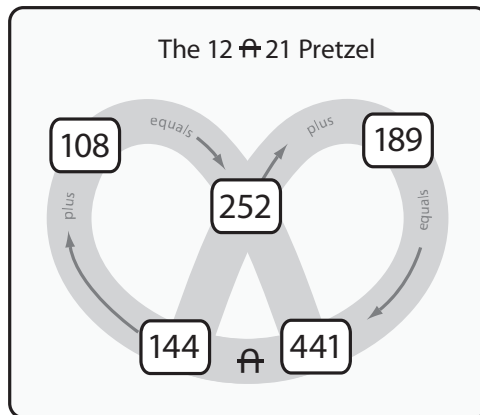 The 12 ₳ 21 Pretzel
equals
plus
108
189
plus
252
equals
144
₳
441